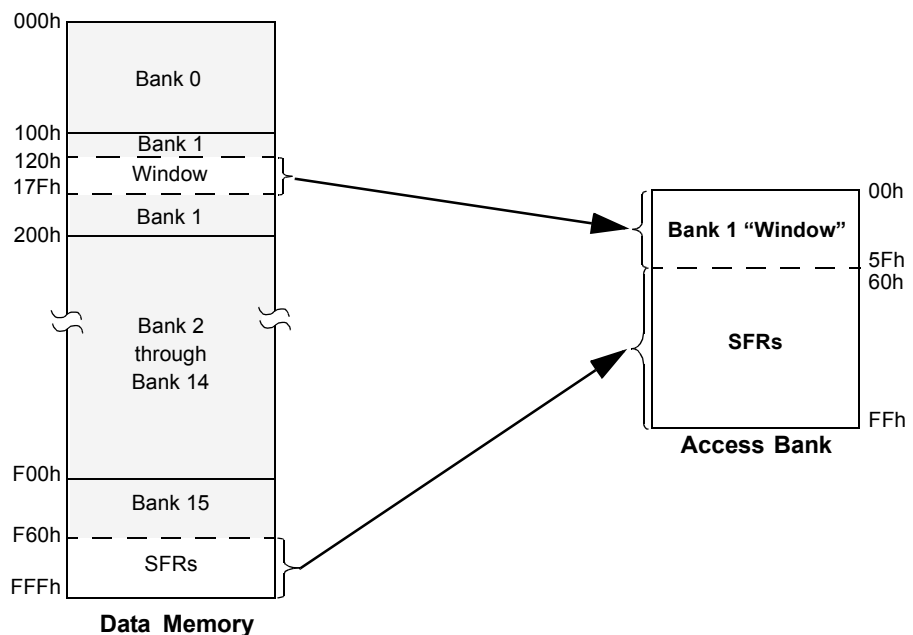 000h
Bank 0
100h
Bank 1
120h
Window
17Fh
Bank 1
200h
Bank 2
through
Bank 14
F00h
Bank 15
F60h
SFRs
FFFh
Data Memory
00h
Bank 1 “Window”
5Fh
60h
SFRs
FFh
Access Bank